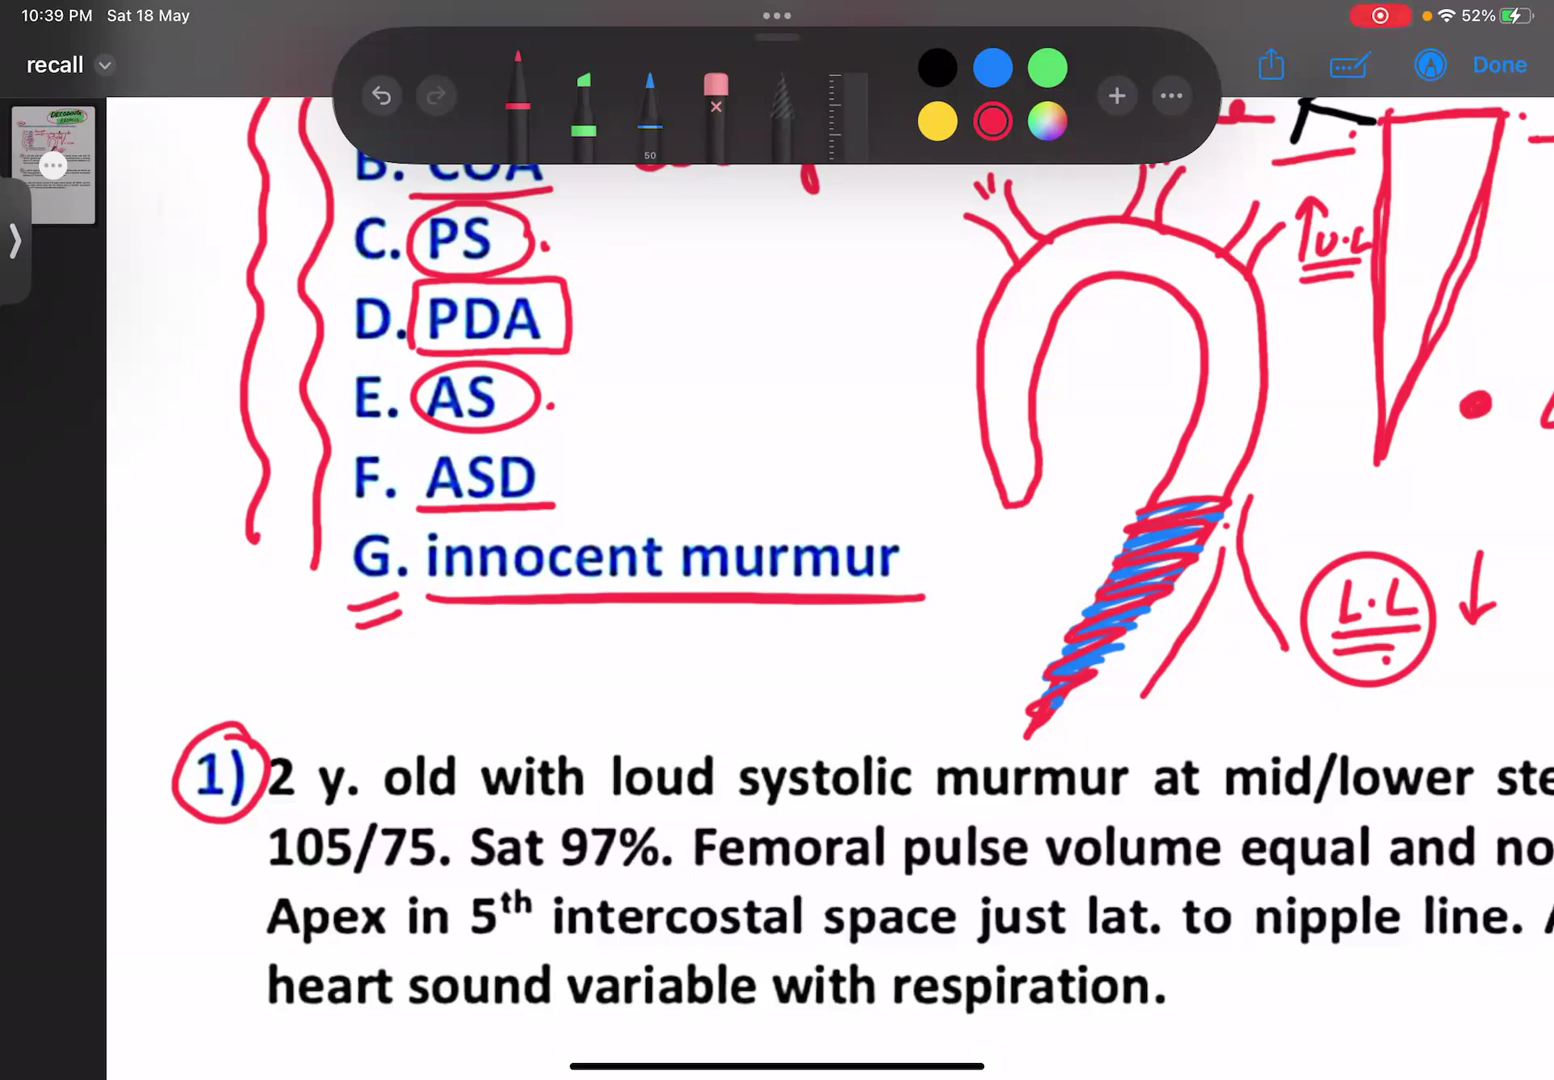 10:39 PM Sat 18 May
52%
recall
Done
50
B. COA
C. PS
D. PDA
E. AS
F. ASD
G. innocent murmur
U.L
L.L
1) 2 y. old with loud systolic murmur at mid/lower
105/75. Sat 97%. Femoral pulse volume equal and
Apex in 5th intercostal space just lat. to nipple line.
heart sound variable with respiration.